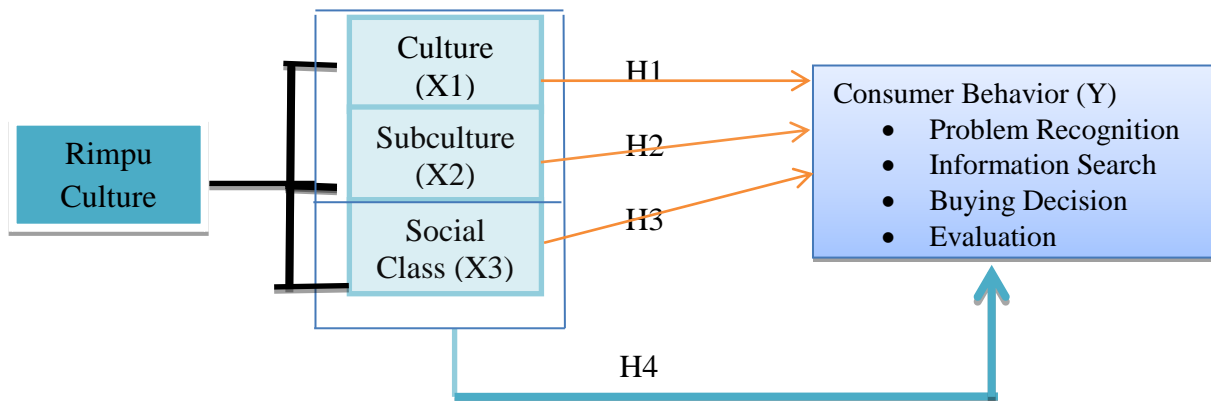 Rimpu
Culture
Culture
(X1)
Subculture
(X2)
Social
Class (X3)
H1
H2
H3
H4
Consumer Behavior (Y)
• Problem Recognition
• Information Search
• Buying Decision
• Evaluation